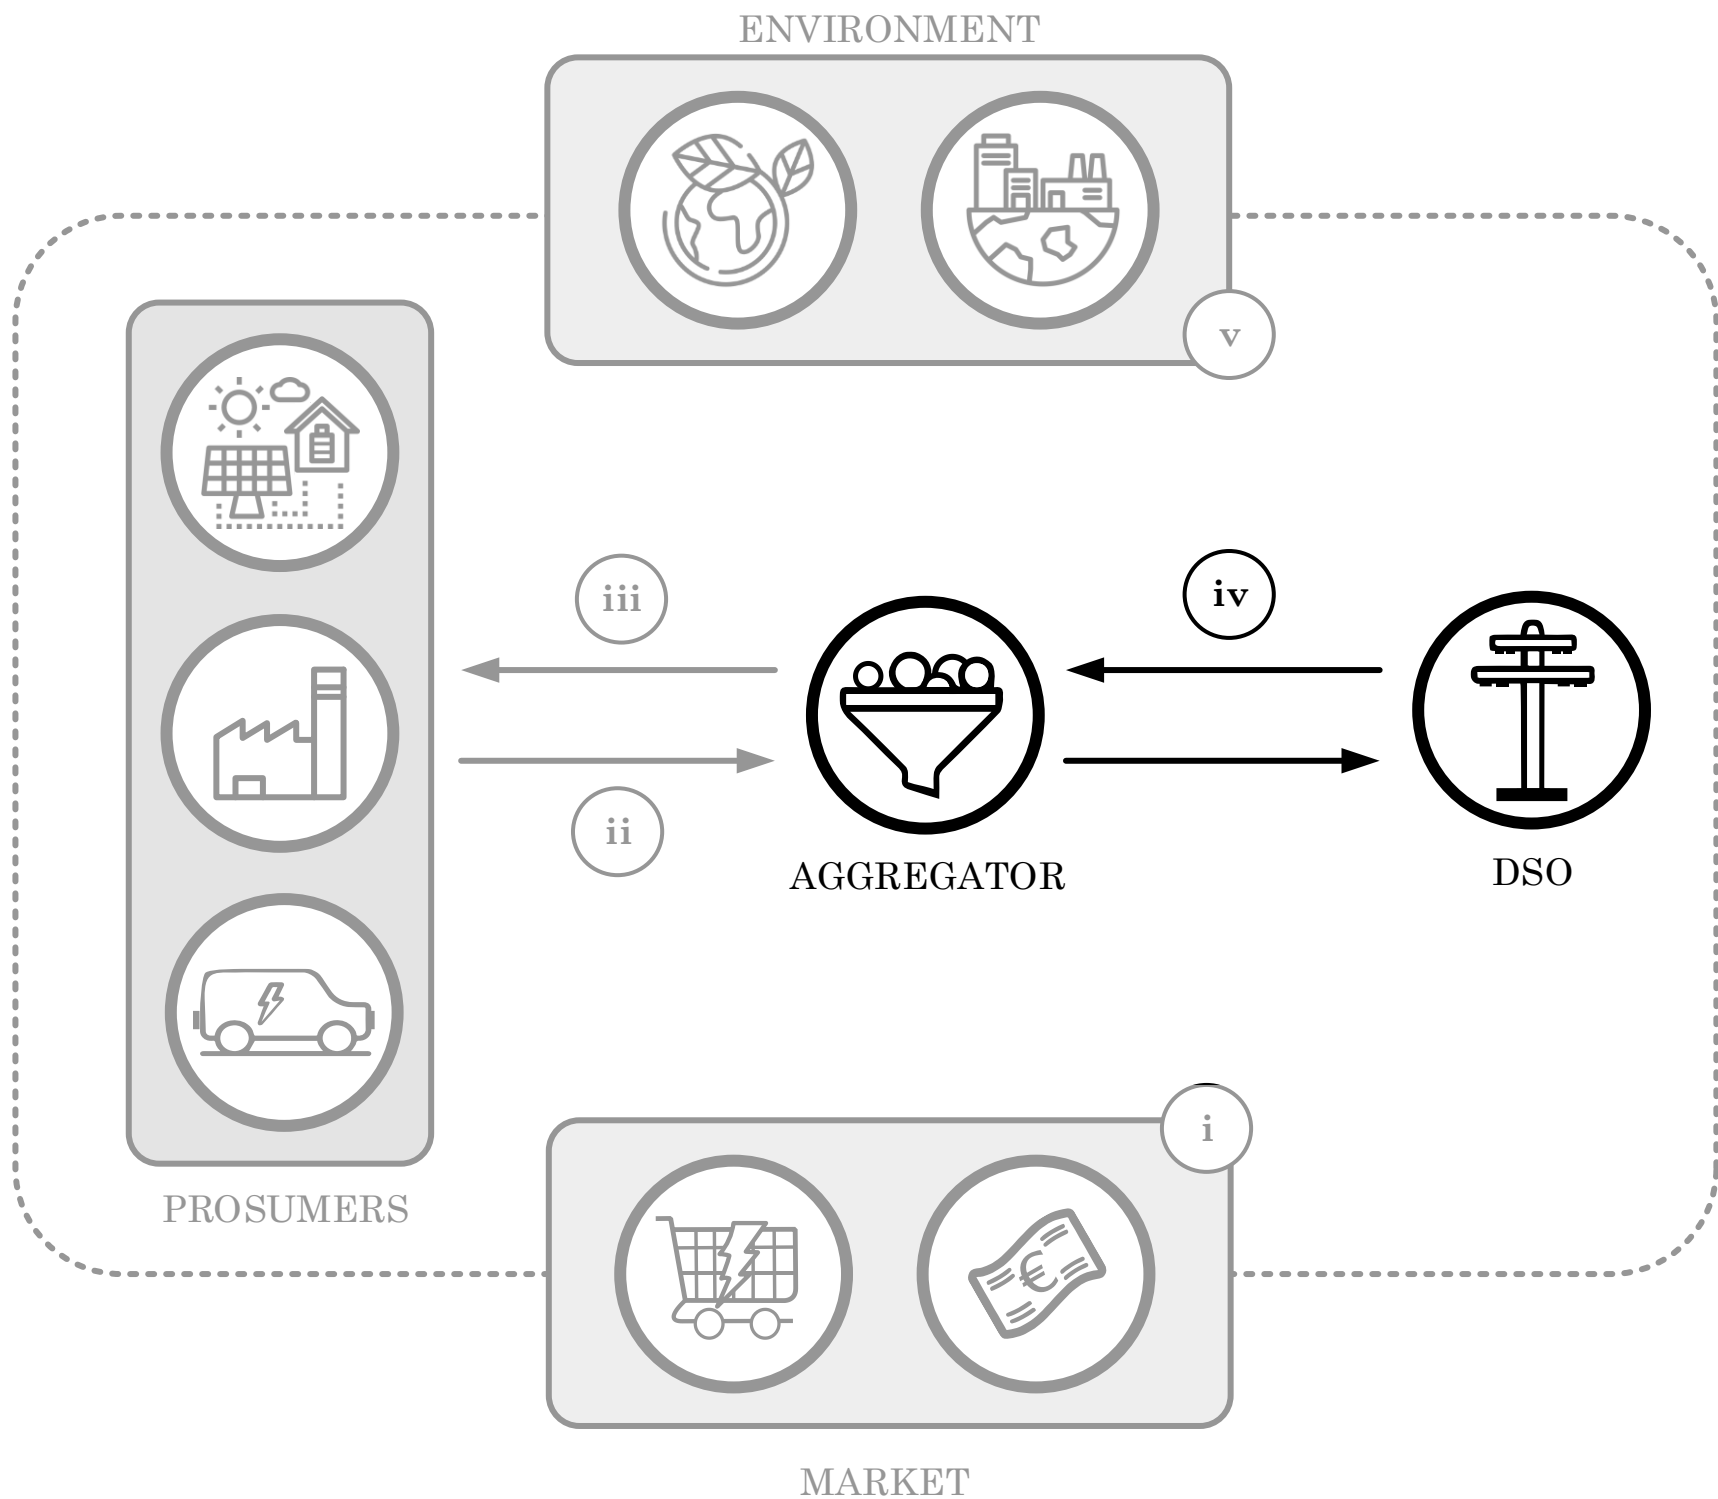 ENVIRONMENT
v
iii
iv
ii
AGGREGATOR
DSO
i
PROSUMERS
€
MARKET